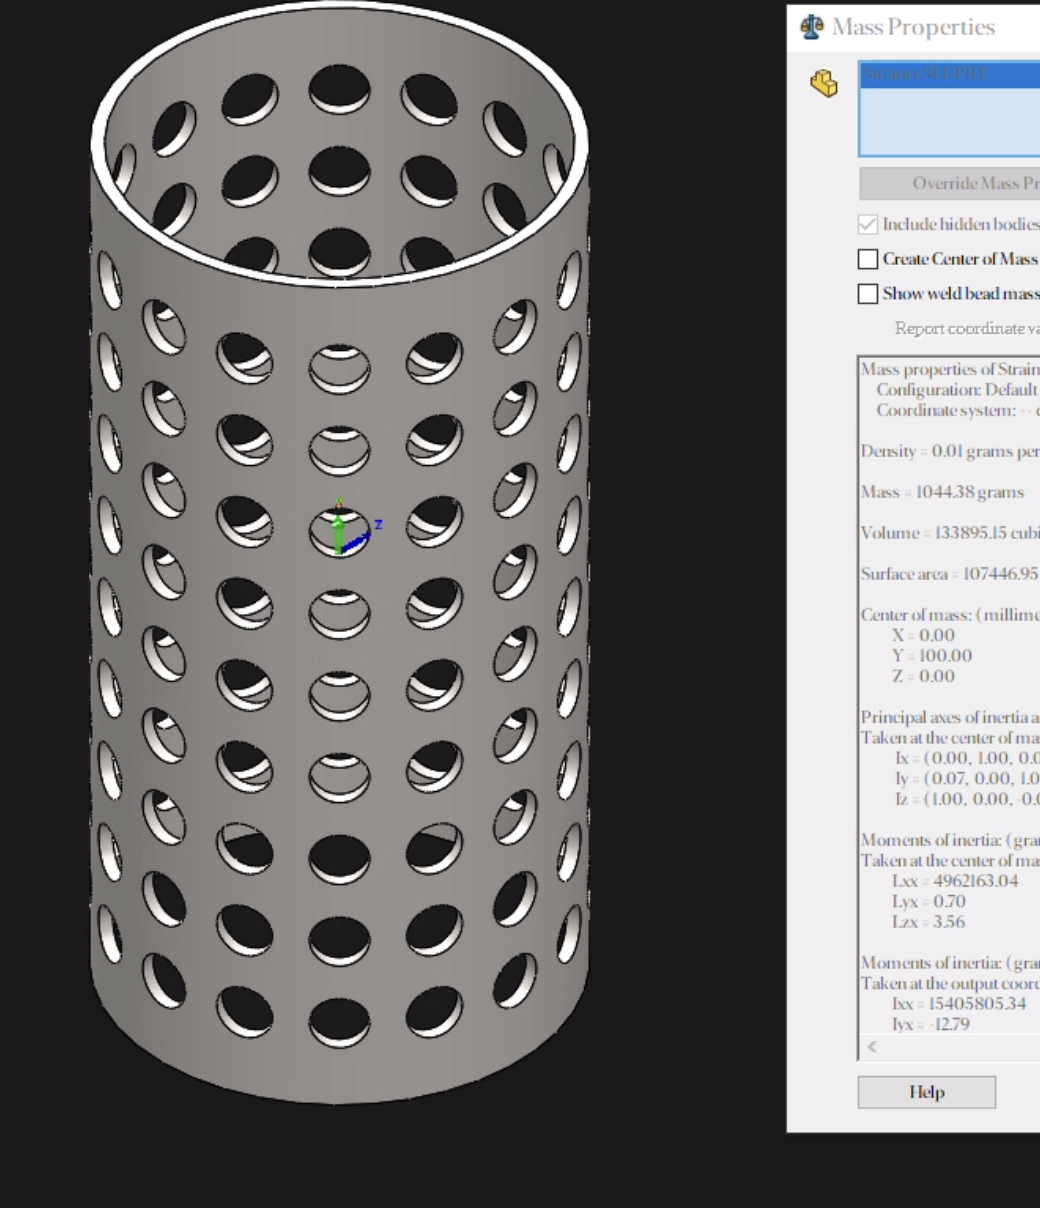 Mass Properties
Strainer.SLDPRT
Override Mass Pr
Include hidden bodies
Create Center of Mass
Show weld bead mass
Report coordinate va
Mass properties of Strain
Configuration: Default
Coordinate system: --
Density = 0.01 grams per
Mass = 1044.38 grams
Volume = 133895.15 cubi
Surface area = 107446.95
Center of mass: ( millime
X = 0.00
Y = 100.00
Z = 0.00
Principal axes of inertia a
Taken at the center of ma
Ix = ( 0.00, 1.00, 0.0
Iy = ( 0.07, 0.00, 1.0
Iz = ( 1.00, 0.00, -0.0
Moments of inertia: ( gra
Taken at the center of ma
Lxx = 4962163.04
Lyx = 0.70
Lzx = 3.56
Moments of inertia: ( gra
Taken at the output coord
Ixx = 15405805.34
Iyx = -12.79
Help
Z